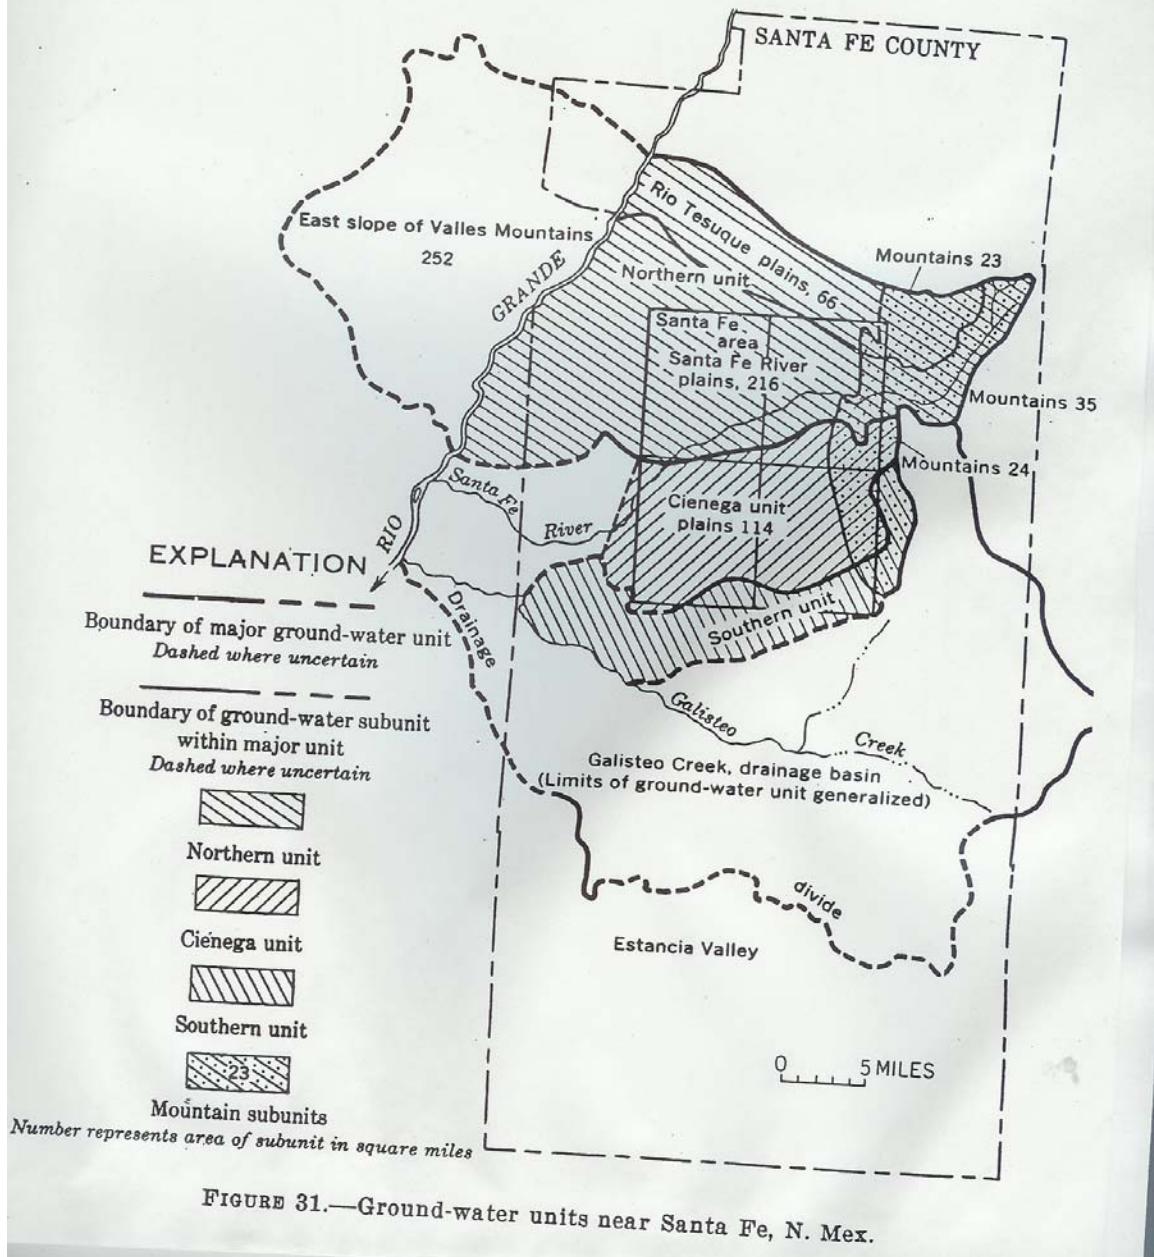 SANTA FE COUNTY
East slope of Valles Mountains
252
RIO
GRANDE
Rio Tesuque plains, 66
Mountains 23
Northern unit
Santa Fe
area
Santa Fe River
plains, 216
Mountains 35
Mountains 24
Cienega unit
plains 114
Santa Fe
River
Southern unit
Drainage
Galisteo
Creek
Galisteo Creek, drainage basin
(Limits of ground-water unit generalized)
divide
Estancia Valley
0 5 MILES
EXPLANATION
Boundary of major ground-water unit
Dashed where uncertain
Boundary of ground-water subunit
within major unit
Dashed where uncertain
Northern unit
Cienega unit
Southern unit
23
Mountain subunits
Number represents area of subunit in square miles
FIGURE 31.—Ground-water units near Santa Fe, N. Mex.